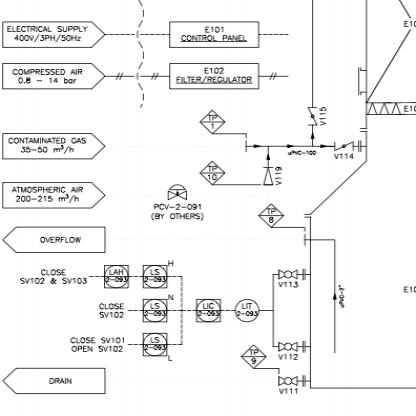 ELECTRICAL SUPPLY
400V/3PH/50Hz
E101
CONTROL PANEL
COMPRESSED AIR
0.8 - 14 bar
E102
FILTER/REGULATOR
E10
TP
1
V115
CONTAMINATED GAS
35-50 m³/h
uPVC-100
V114
TP
10
V119
ATMOSPHERIC AIR
200-215 m³/h
PCV-2-091
(BY OTHERS)
TP
8
OVERFLOW
CLOSE
SV102 & SV103
LAH
2-093
LS
2-093
H
V113
E10
CLOSE
SV102
LS
2-093
N
LIC
2-093
LIT
2-093
CLOSE SV101
OPEN SV102
LS
2-093
L
V112
TP
9
DRAIN
V111